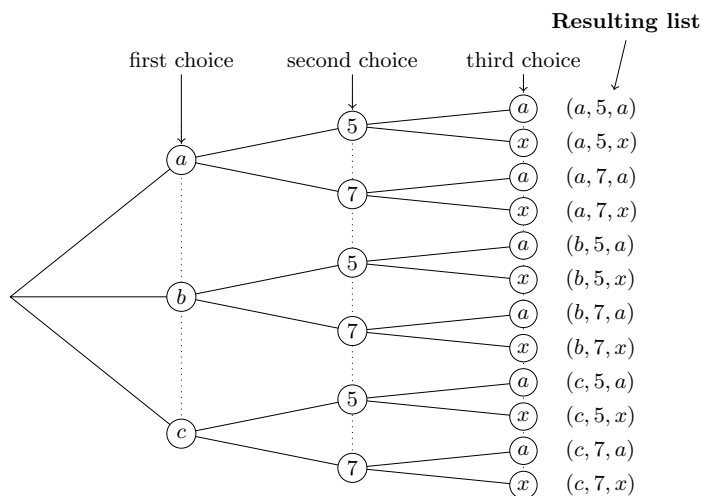 Resulting list
first choice second choice third choice
a (a, 5, a)
5
x (a, 5, x)
a
a (a, 7, a)
7
x (a, 7, x)
a (b, 5, a)
5
x (b, 5, x)
b
a (b, 7, a)
7
x (b, 7, x)
a (c, 5, a)
5
x (c, 5, x)
c
a (c, 7, a)
7
x (c, 7, x)